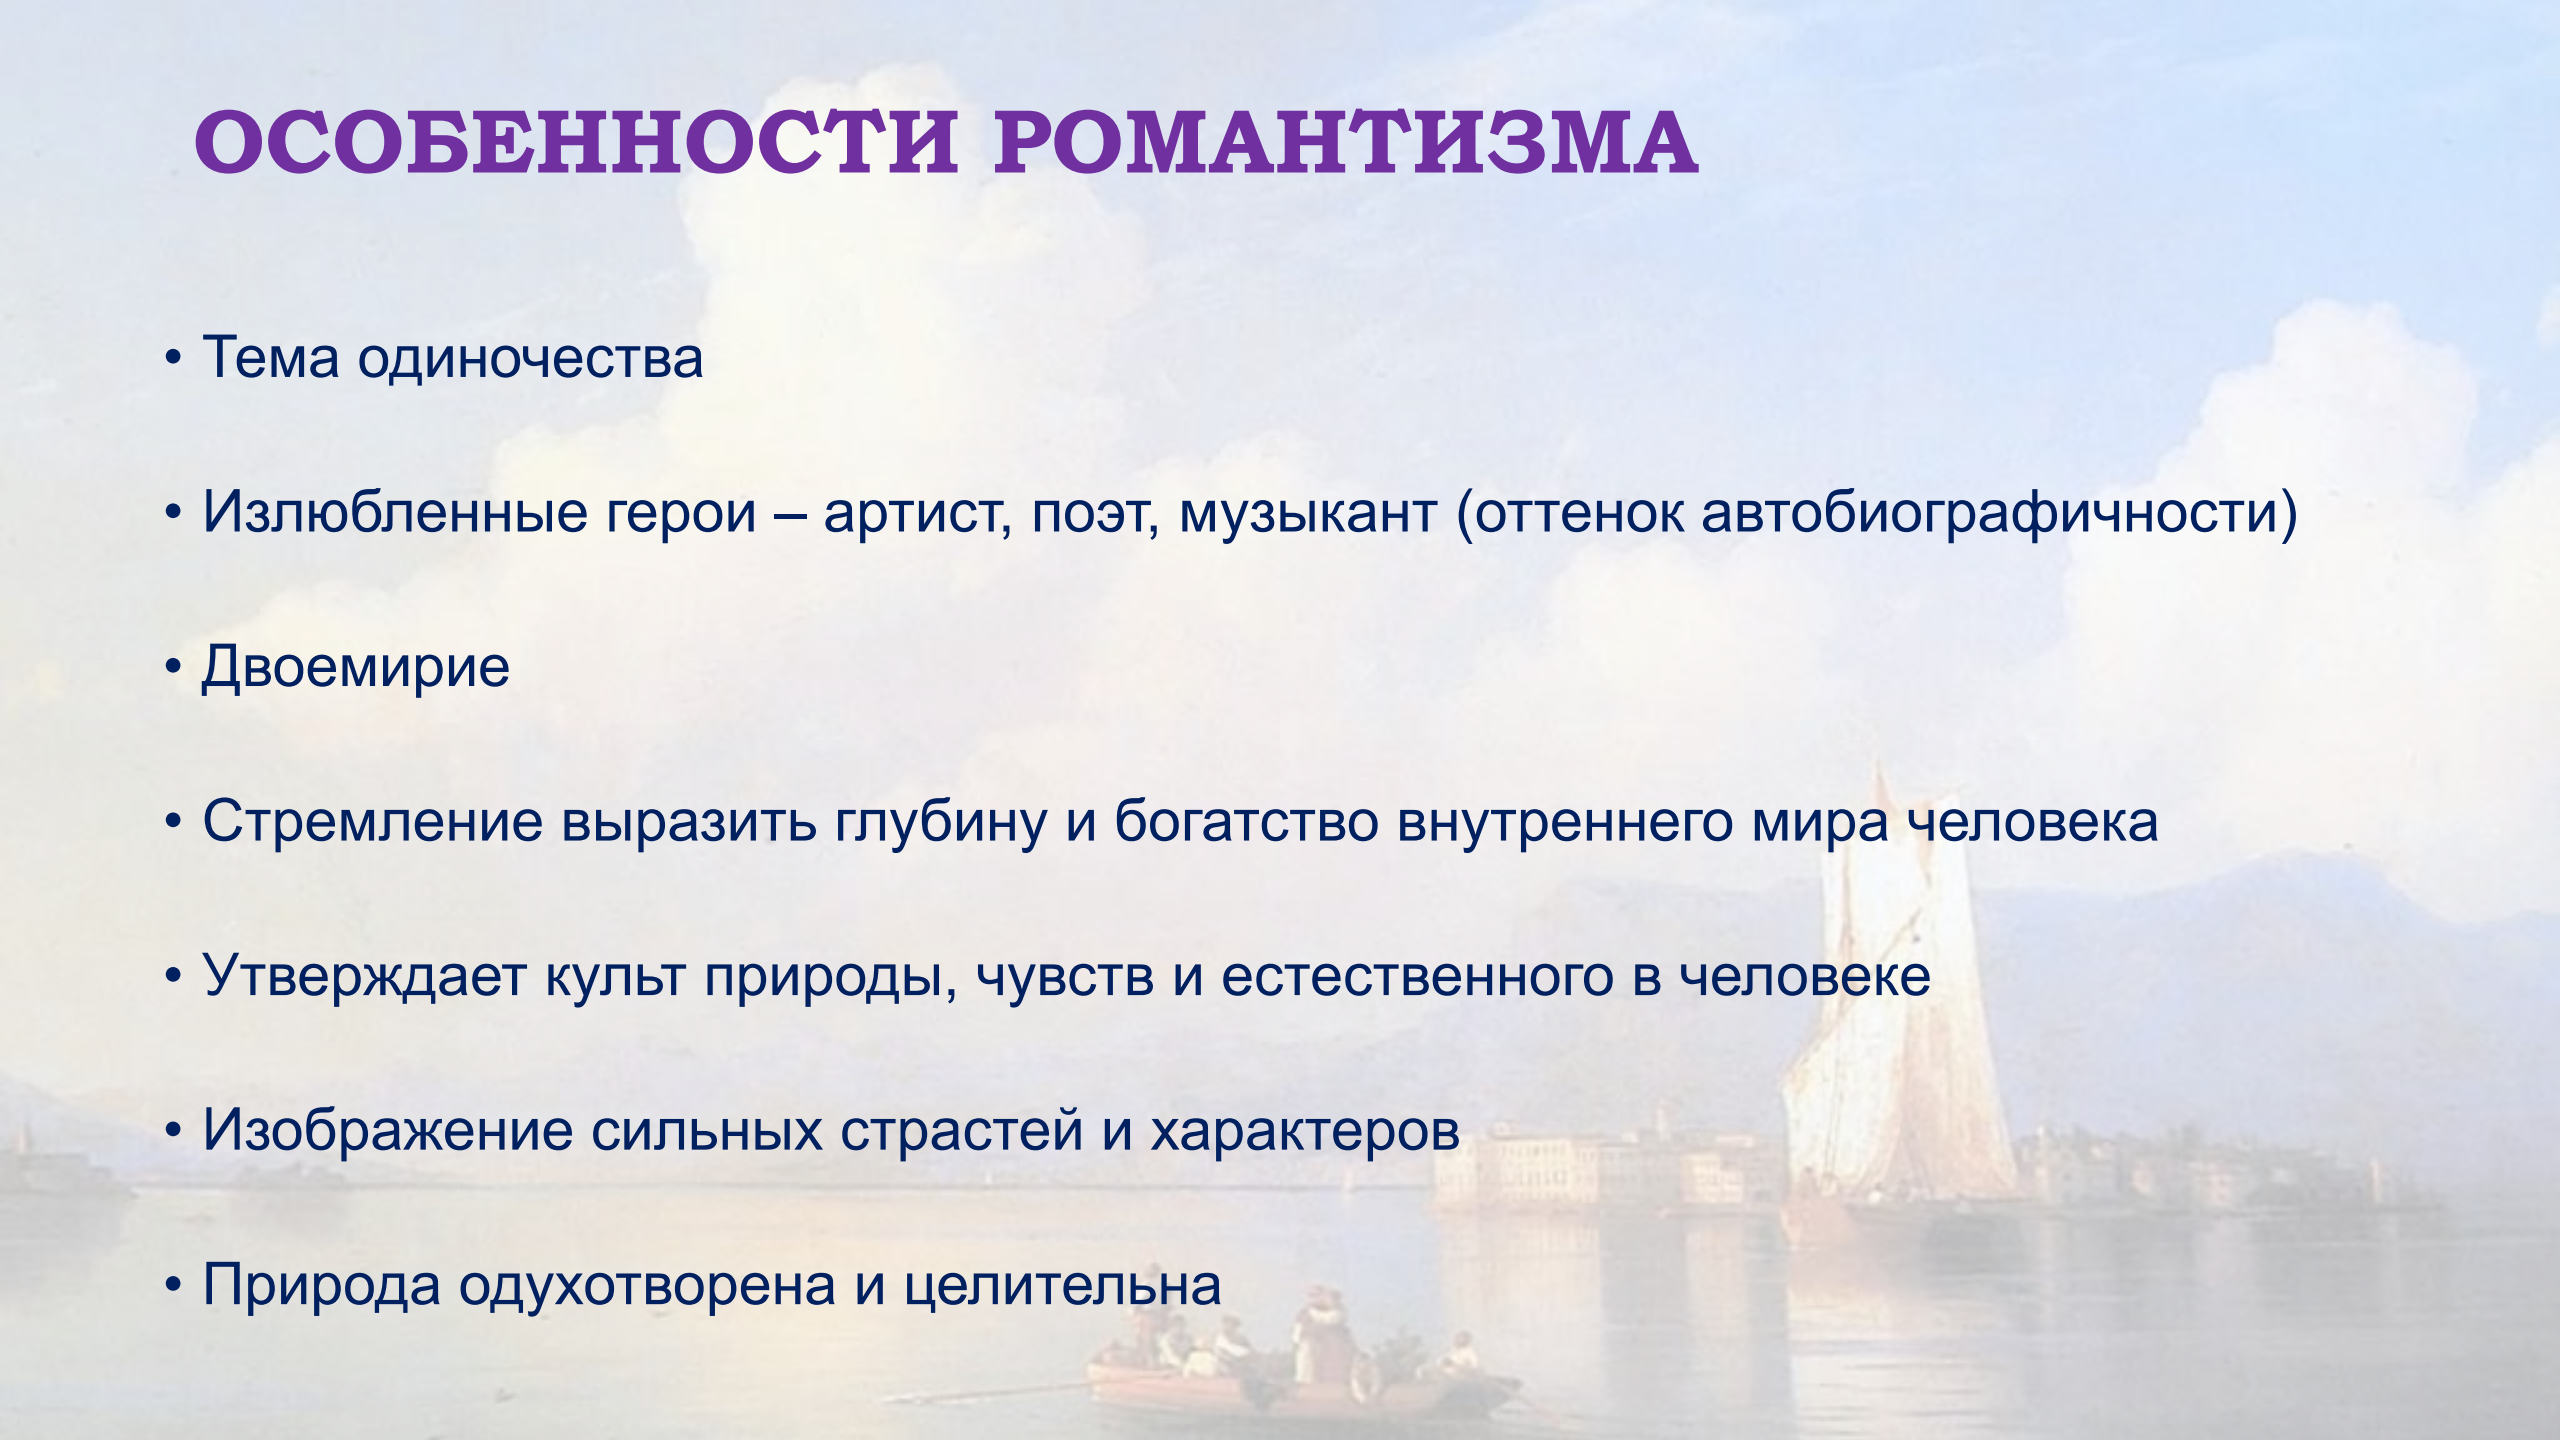 ОСОБЕННОСТИ РОМАНТИЗМА
• Тема одиночества
• Излюбленные герои – артист, поэт, музыкант (оттенок автобиографичности)
• Двоемирие
• Стремление выразить глубину и богатство внутреннего мира человека
• Утверждает культ природы, чувств и естественного в человеке
• Изображение сильных страстей и характеров
• Природа одухотворена и целительна